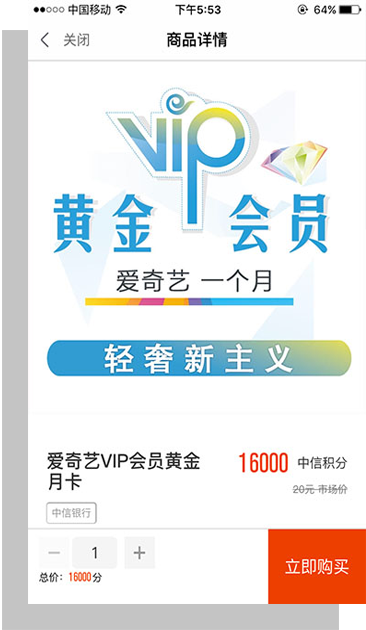 中国移动 下午5:53 64%
关闭 商品详情
VIP
黄金 会员
爱奇艺 一个月
轻奢新主义
爱奇艺VIP会员黄金 16000 中信积分
月卡 20元 市场价
中信银行
- 1 +
总价：16000分 立即购买